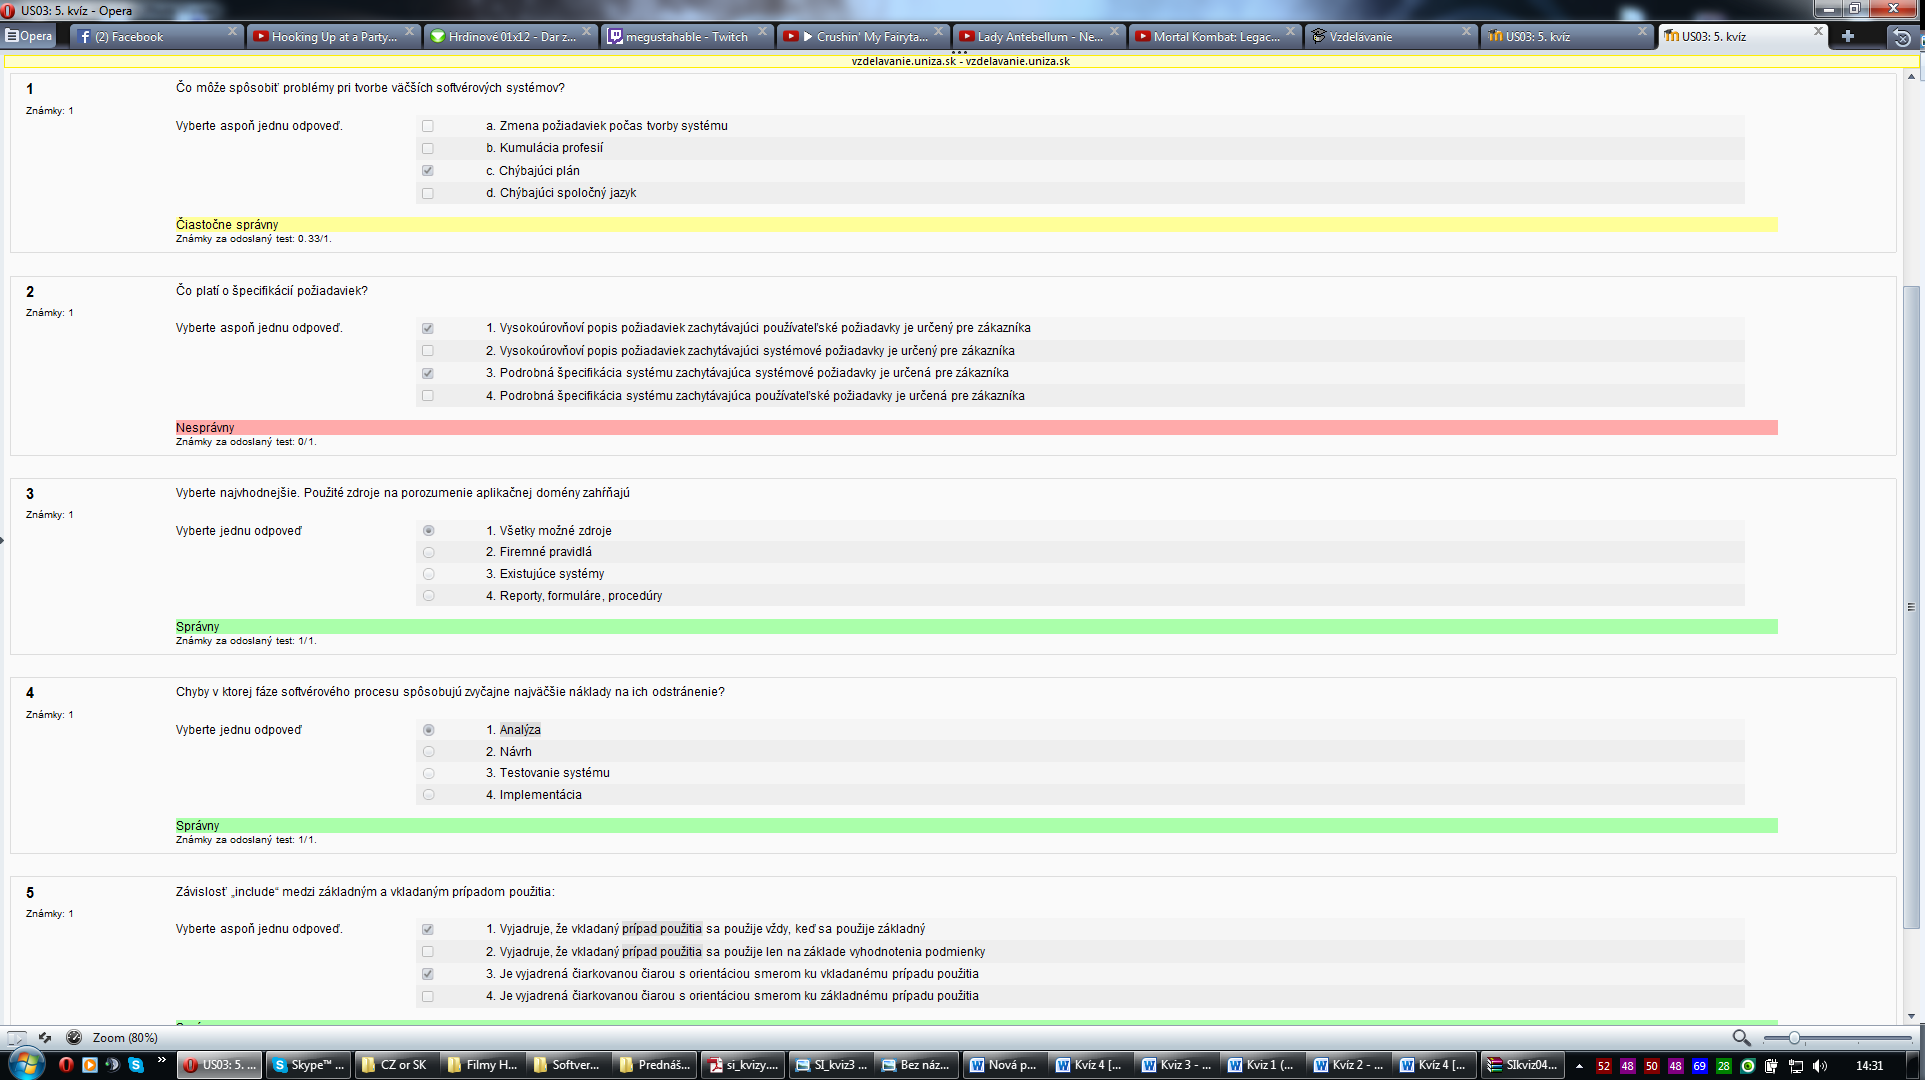 US03: 5. kvíz - Opera
Opera
(2) Facebook
Hooking Up at a Party...
Hrdinové 01x12 - Dar z...
megustahable - Twitch
▶ Crushin' My Fairyta...
Lady Antebellum - Ne...
Mortal Kombat: Legac...
Vzdelávanie
US03: 5. kvíz
US03: 5. kvíz
vzdelavanie.uniza.sk - vzdelavanie.uniza.sk
1
Známky: 1
Čo môže spôsobiť problémy pri tvorbe väčších softvérových systémov?
Vyberte aspoň jednu odpoveď.
a. Zmena požiadaviek počas tvorby systému
b. Kumulácia profesií
c. Chýbajúci plán
d. Chýbajúci spoločný jazyk
Čiastočne správny
Známky za odoslaný test: 0.33/1.
2
Známky: 1
Čo platí o špecifikácií požiadaviek?
Vyberte aspoň jednu odpoveď.
1. Vysokoúrovňoví popis požiadaviek zachytávajúci používateľské požiadavky je určený pre zákazníka
2. Vysokoúrovňoví popis požiadaviek zachytávajúci systémové požiadavky je určený pre zákazníka
3. Podrobná špecifikácia systému zachytávajúca systémové požiadavky je určená pre zákazníka
4. Podrobná špecifikácia systému zachytávajúca používateľské požiadavky je určená pre zákazníka
Nesprávny
Známky za odoslaný test: 0/1.
3
Známky: 1
Vyberte najvhodnejšie. Použité zdroje na porozumenie aplikačnej domény zahŕňajú
Vyberte jednu odpoveď
1. Všetky možné zdroje
2. Firemné pravidlá
3. Existujúce systémy
4. Reporty, formuláre, procedúry
Správny
Známky za odoslaný test: 1/1.
4
Známky: 1
Chyby v ktorej fáze softvérového procesu spôsobujú zvyčajne najväčšie náklady na ich odstránenie?
Vyberte jednu odpoveď
1. Analýza
2. Návrh
3. Testovanie systému
4. Implementácia
Správny
Známky za odoslaný test: 1/1.
5
Známky: 1
Závislosť „include“ medzi základným a vkladaným prípadom použitia:
Vyberte aspoň jednu odpoveď.
1. Vyjadruje, že vkladaný prípad použitia sa použije vždy, keď sa použije základný
2. Vyjadruje, že vkladaný prípad použitia sa použije len na základe vyhodnotenia podmienky
3. Je vyjadrená čiarkovanou čiarou s orientáciou smerom ku vkladanému prípadu použitia
4. Je vyjadrená čiarkovanou čiarou s orientáciou smerom ku základnému prípadu použitia
Zoom (80%)
US03: 5. ...
Skype™ ...
CZ or SK
Filmy H...
Softver...
Prednáš...
si_kvizy....
SI_kviz3 ...
Bez náz...
Nová p...
Kvíz 4 [...
Kviz 3 - ...
Kviz 1 (...
Kvíz 2 - ...
Kvíz 4 [...
SIkviz04...
52 48 50 48 69 28
14:31